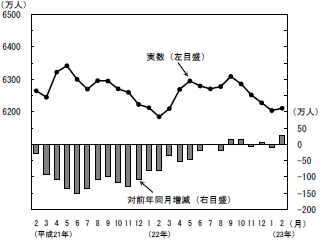 (万人)
6500
6400
6300
6200
実数（左目盛）
(万人)
50
0
-50
-100
-150
-200
対前年同月増減（右目盛）
2 3 4 5 6 7 8 9 10 11 12 1 2 3 4 5 6 7 8 9 10 11 12 1 2 (月)
(平成21年) (22年) (23年)